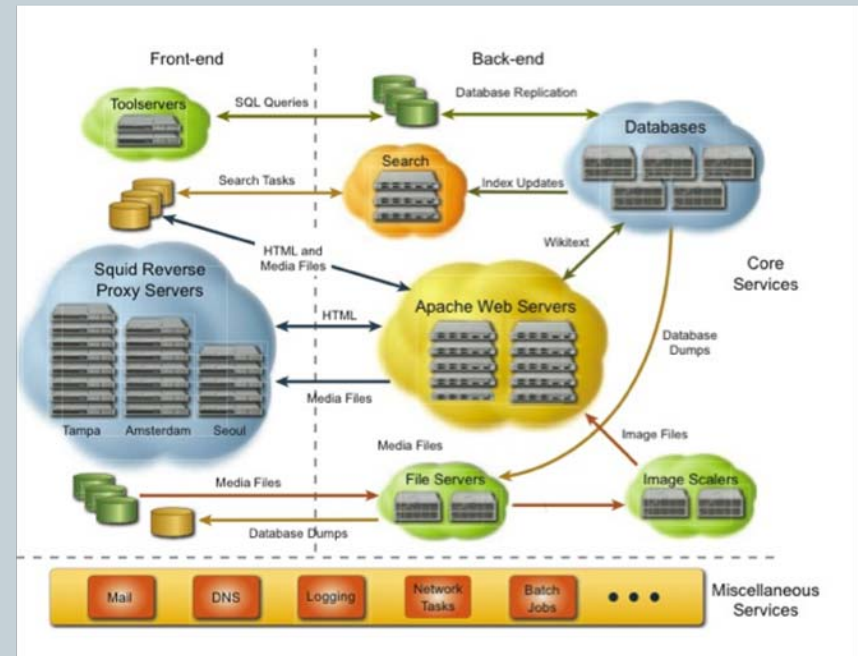 Front-end
Back-end
Toolservers
SQL Queries
Database Replication
Databases
Search Tasks
Search
Index Updates
HTML and
Media Files
Wikitext
Core
Services
Squid Reverse
Proxy Servers
HTML
Apache Web Servers
Database
Dumps
Media Files
Tampa
Amsterdam
Seoul
Media Files
Image Files
Media Files
File Servers
Image Scalers
Database Dumps
Mail
DNS
Logging
Network
Tasks
Batch
Jobs
Miscellaneous
Services